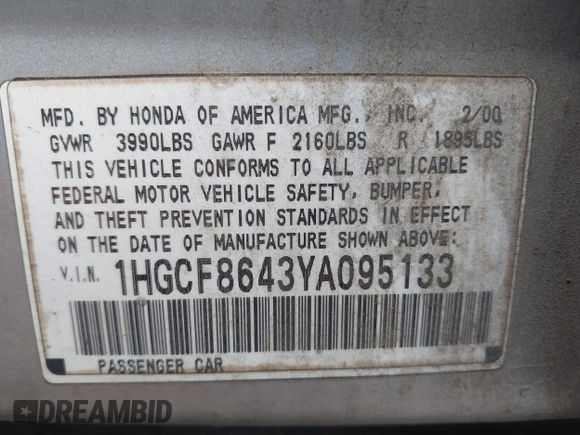 MFD. BY HONDA OF AMERICA MFG., INC. 2/00
GVWR 3990LBS GAWR F 2160LBS R 1895LBS
THIS VEHICLE CONFORMS TO ALL APPLICABLE
FEDERAL MOTOR VEHICLE SAFETY, BUMPER,
AND THEFT PREVENTION STANDARDS IN EFFECT
ON THE DATE OF MANUFACTURE SHOWN ABOVE:
V.I.N. 1HGCF8643YA095133
PASSENGER CAR
DREAMBID